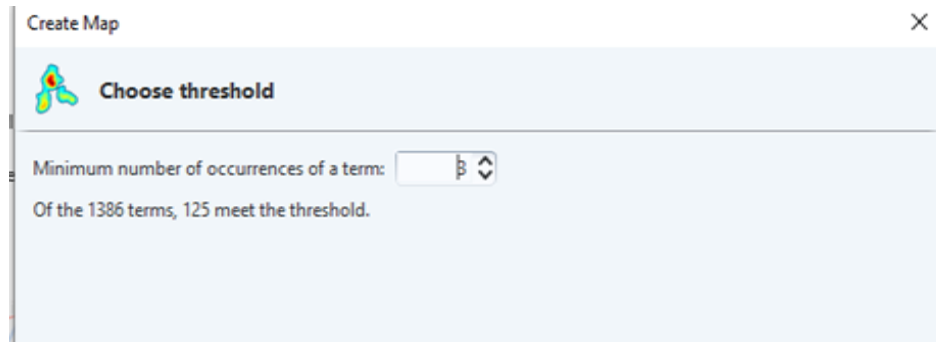 Create Map
Choose threshold
Minimum number of occurrences of a term: 3
Of the 1386 terms, 125 meet the threshold.